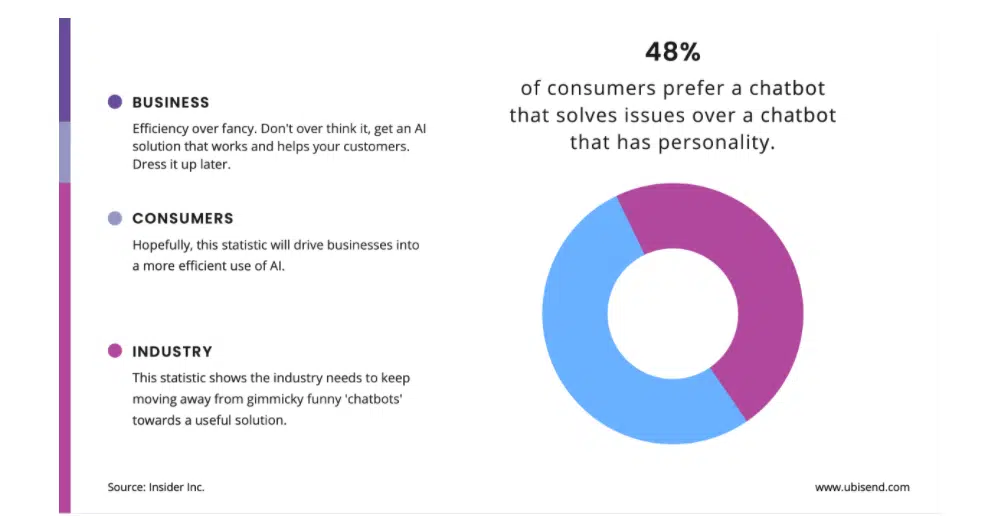 48%
of consumers prefer a chatbot
that solves issues over a chatbot
that has personality.
BUSINESS
Efficiency over fancy. Don't over think it, get an AI
solution that works and helps your customers.
Dress it up later.
CONSUMERS
Hopefully, this statistic will drive businesses into
a more efficient use of AI.
INDUSTRY
This statistic shows the industry needs to keep
moving away from gimmicky funny 'chatbots'
towards a useful solution.
Source: Insider Inc.
www.ubisend.com